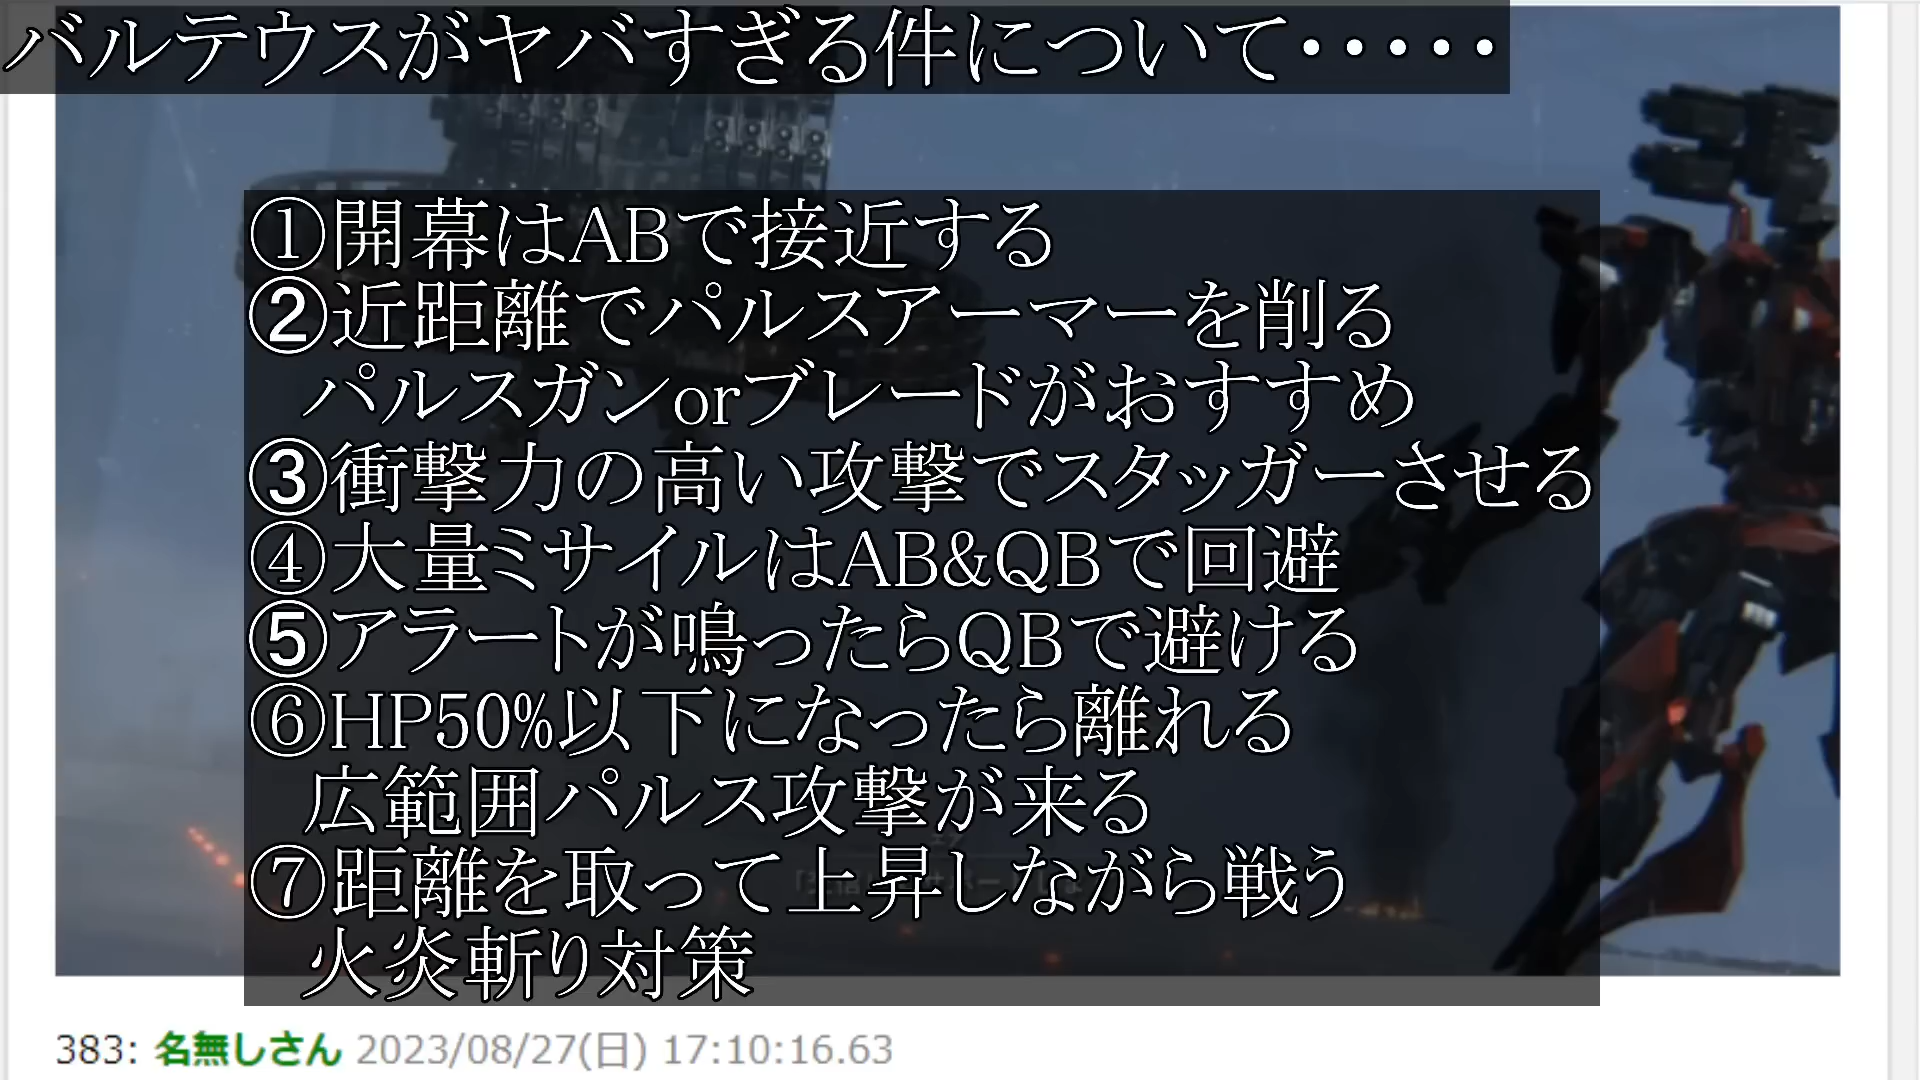 バルテウスがヤバすぎる件について・・・・・
①開幕はABで接近する
②近距離でパルスアーマーを削る
パルスガンorブレードがおすすめ
③衝撃力の高い攻撃でスタッガーさせる
④大量ミサイルはAB&QBで回避
⑤アラートが鳴ったらQBで避ける
⑥HP50%以下になったら離れる
広範囲パルス攻撃が来る
⑦距離を取って上昇しながら戦う
火炎斬り対策
383: 名無しさん 2023/08/27(日) 17:10:16.63